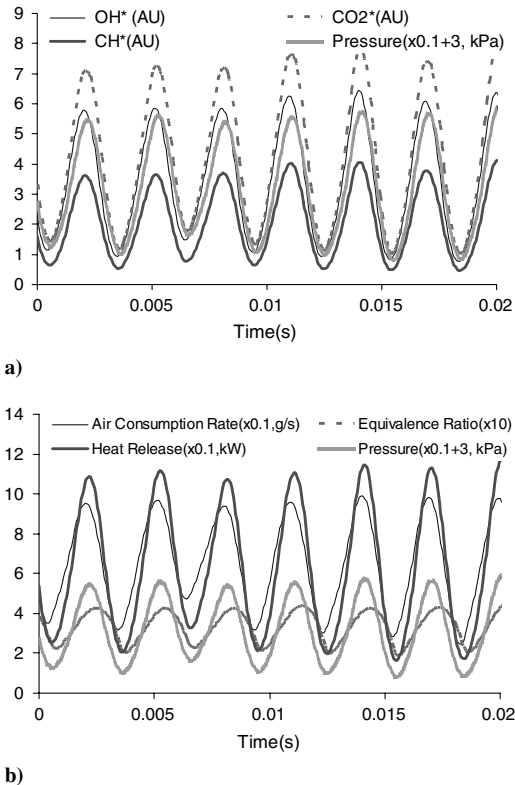 OH* (AU) CO2*(AU)
CH*(AU) Pressure(x0.1+3, kPa)
9
8
7
6
5
4
3
2
1
0
0 0.005 0.01 0.015 0.02
Time(s)
a)
14
Air Consumption Rate(x0.1,g/s) Equivalence Ratio(x10)
Heat Release(x0.1,kW) Pressure(x0.1+3, kPa)
12
10
8
6
4
2
0
0 0.005 0.01 0.015 0.02
Time(s)
b)